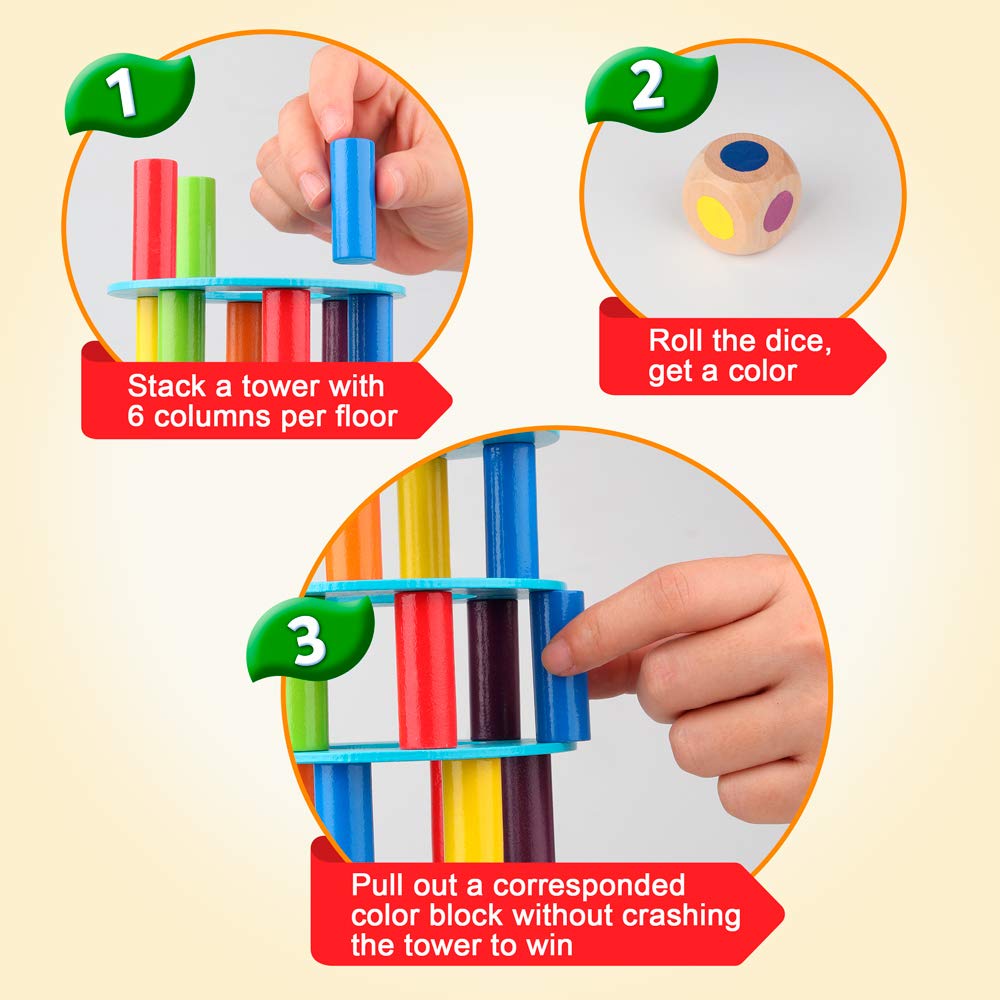 1
Stack a tower with
6 columns per floor
2
Roll the dice,
get a color
3
Pull out a corresponded
color block without crashing
the tower to win